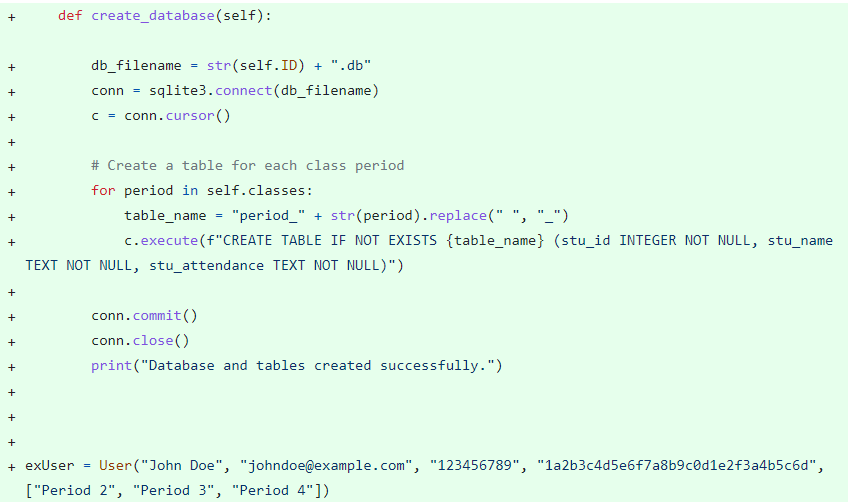 +     def create_database(self):
+         db_filename = str(self.ID) + ".db"
+         conn = sqlite3.connect(db_filename)
+         c = conn.cursor()
+
+         # Create a table for each class period
+         for period in self.classes:
+             table_name = "period_" + str(period).replace(" ", "_")
+             c.execute(f"CREATE TABLE IF NOT EXISTS {table_name} (stu_id INTEGER NOT NULL, stu_name
TEXT NOT NULL, stu_attendance TEXT NOT NULL)")
+
+         conn.commit()
+         conn.close()
+         print("Database and tables created successfully.")
+
+
+
+ exUser = User("John Doe", "johndoe@example.com", "123456789", "1a2b3c4d5e6f7a8b9c0d1e2f3a4b5c6d",
["Period 2", "Period 3", "Period 4"])